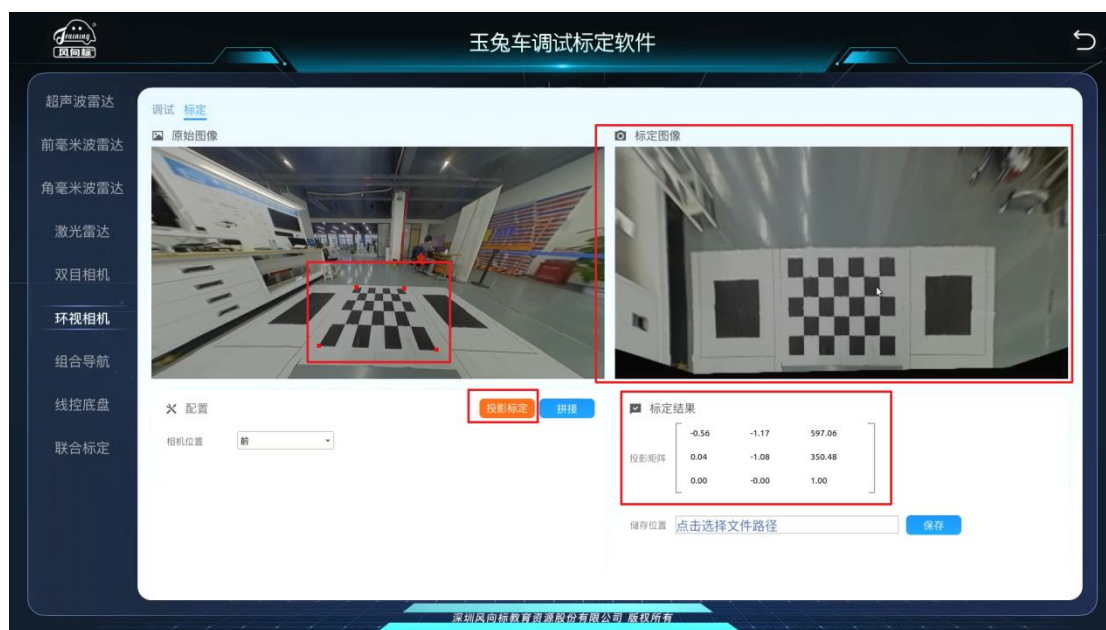 Training
风向标
玉兔车调试标定软件
超声波雷达
前毫米波雷达
角毫米波雷达
激光雷达
双目相机
环视相机
组合导航
线控底盘
联合标定
调试 标定
原始图像
标定图像
配置
投影标定 拼接
相机位置 前
标定结果
投影矩阵
-0.56 -1.17 597.06
0.04 -1.08 350.48
0.00 -0.00 1.00
储存位置 点击选择文件路径 保存
深圳风向标教育资源股份有限公司 版权所有